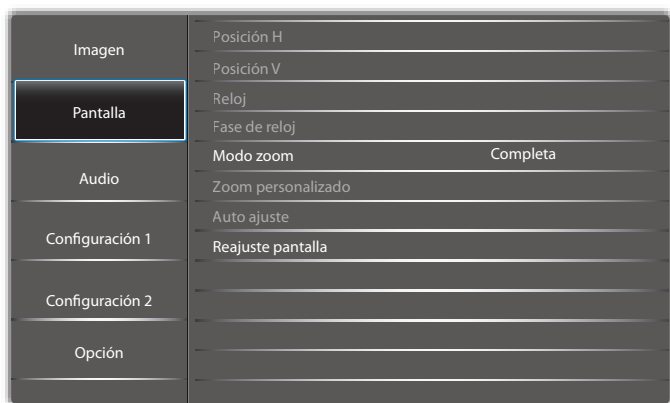 Imagen
Pantalla
Audio
Configuración 1
Configuración 2
Opción
Posición H
Posición V
Reloj
Fase de reloj
Modo zoom Completa
Zoom personalizado
Auto ajuste
Reajuste pantalla